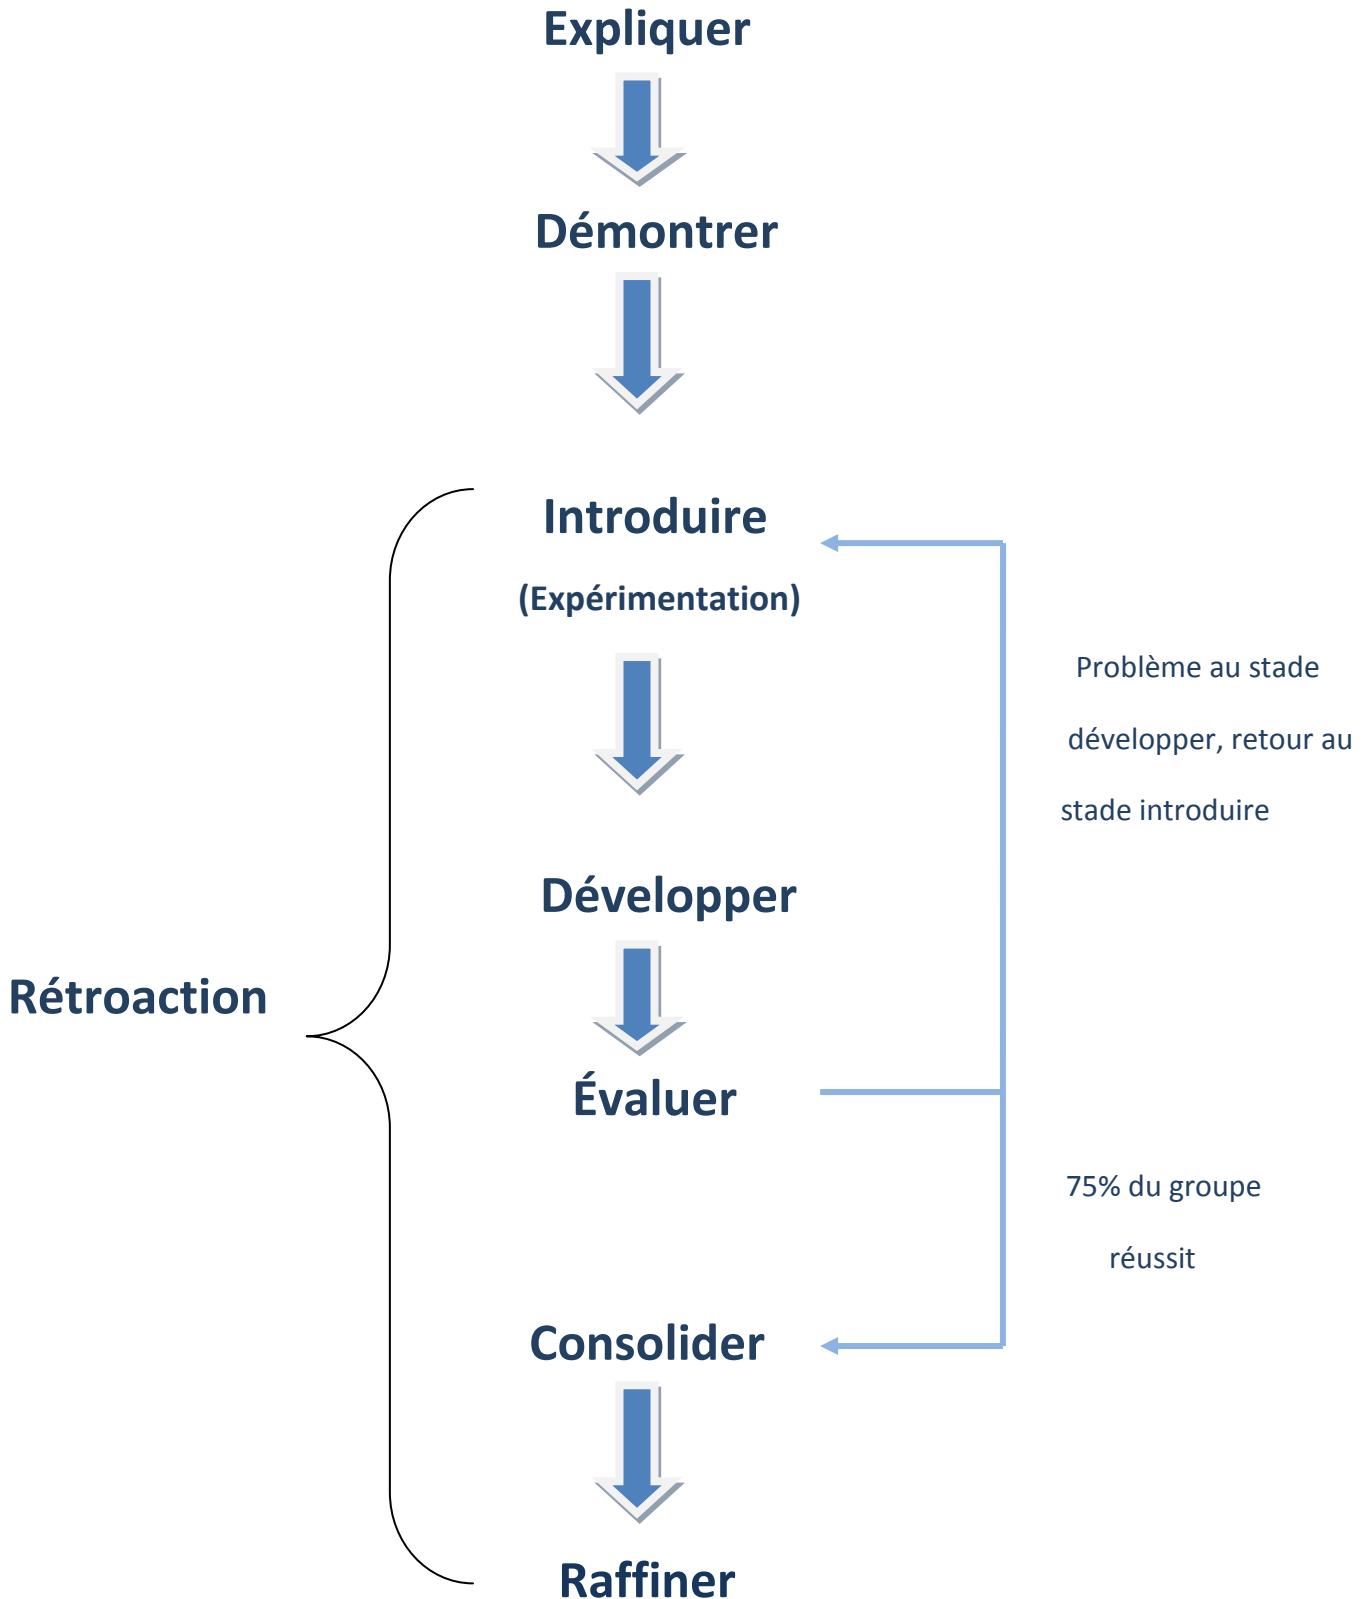 Expliquer
Démontrer
Introduire
(Expérimentation)
Problème au stade
développer, retour au
stade introduire
Développer
Rétroaction
Évaluer
75% du groupe
réussit
Consolider
Raffiner